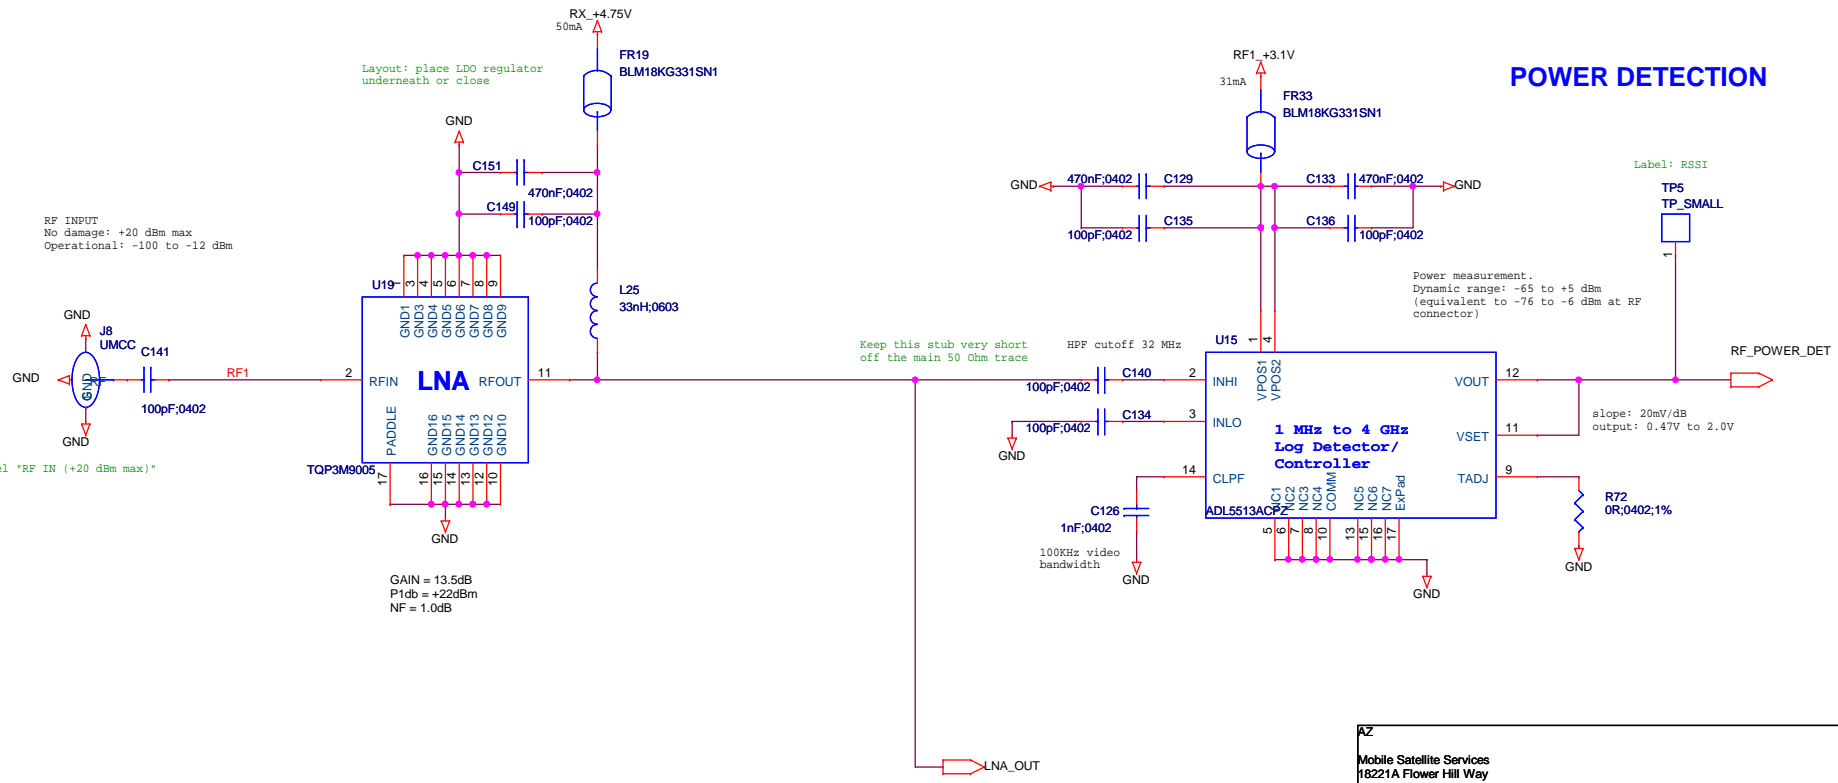 RX_+4.75V
50mA
FR19
BLM18KG331SN1
Layout: place LDO regulator
underneath or close
GND
C151
470nF;0402
C149
100pF;0402
RF INPUT
No damage: +20 dBm max
Operational: -100 to -12 dBm
U19
1
3
4
5
6
7
8
9
GND1
GND3
GND4
GND5
GND6
GND7
GND8
GND9
L25
33nH;0603
GND
J8
UMCC
GND
GND
RF
C141
100pF;0402
RF1
2
RFIN
LNA
RFOUT
11
GND
PADDLE
GND16
GND15
GND14
GND13
GND12
GND10
TQP3M9005
17
16
15
14
13
12
10
GND
el "RF IN (+20 dBm max)"
GAIN = 13.5dB
P1db = +22dBm
NF = 1.0dB
RF1_+3.1V
31mA
FR33
BLM18KG331SN1
POWER DETECTION
GND
470nF;0402
C129
C133
470nF;0402
GND
C135
100pF;0402
C136
100pF;0402
Label: RSSI
TP5
TP_SMALL
1
Power measurement.
Dynamic range: -65 to +5 dBm
(equivalent to -76 to -6 dBm at RF
connector)
Keep this stub very short
off the main 50 Ohm trace
HPF cutoff 32 MHz
U15
1
4
VPOS1
VPOS2
C140
100pF;0402
2
INHI
C134
100pF;0402
3
INLO
GND
14
CLPF
C126
1nF;0402
100KHz video
bandwidth
GND
1 MHz to 4 GHz
Log Detector/
Controller
VOUT
12
VSET
11
TADJ
9
RF_POWER_DET
slope: 20mV/dB
output: 0.47V to 2.0V
R72
0R;0402;1%
GND
NC1
NC2
NC3
NC4
COMM
NC5
NC6
NC7
ExPad
ADL5513ACPZ
5
6
7
8
10
13
15
16
17
GND
LNA_OUT
AZ
Mobile Satellite Services
18221A Flower Hill Way